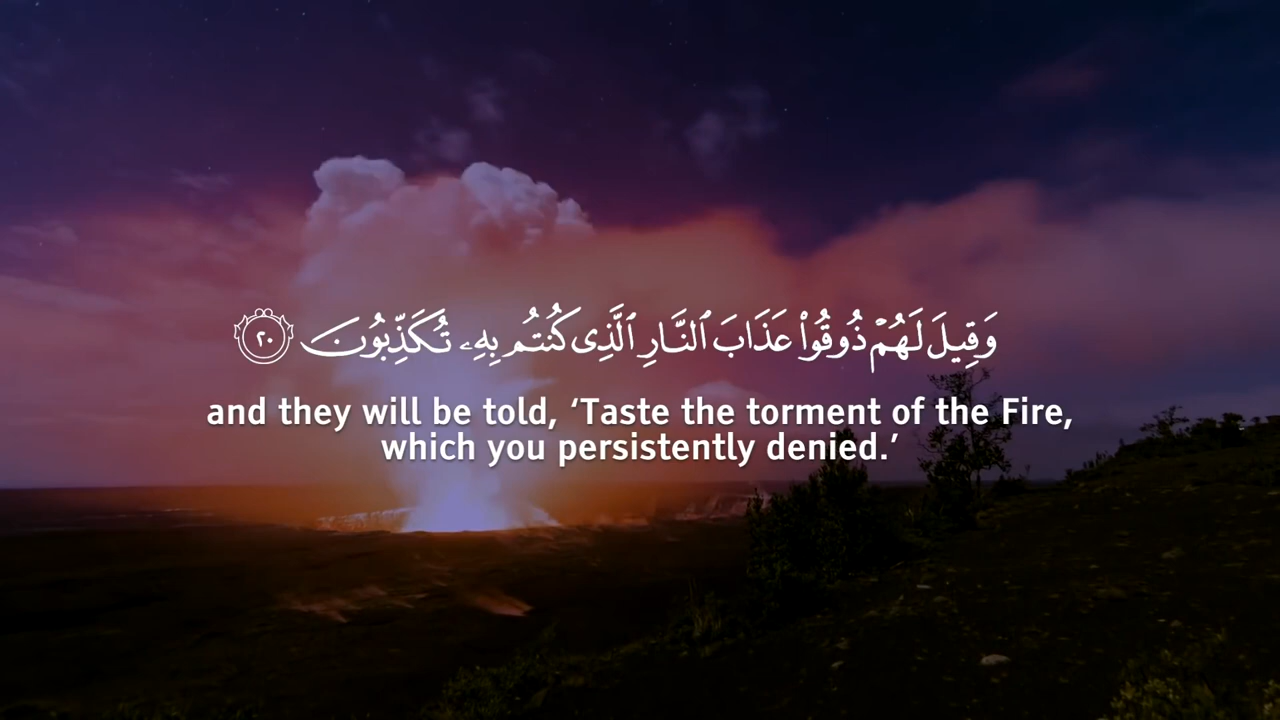 وَقِيلَ لَهُمْ ذُوقُوا۟ عَذَابَ ٱلنَّارِ ٱلَّذِى كُنتُم بِهِۦ تُكَذِّبُونَ ٢٠
and they will be told, ‘Taste the torment of the Fire,
which you persistently denied.’